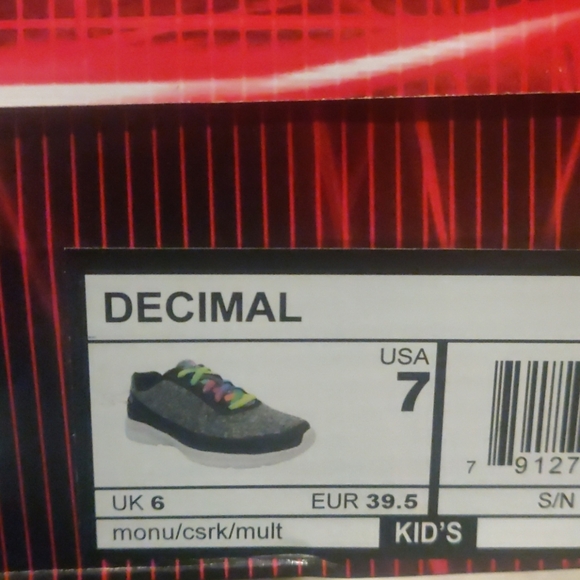 DECIMAL
USA
7
7 9127
UK 6 EUR 39.5 S/N
monu/csrk/mult KID'S